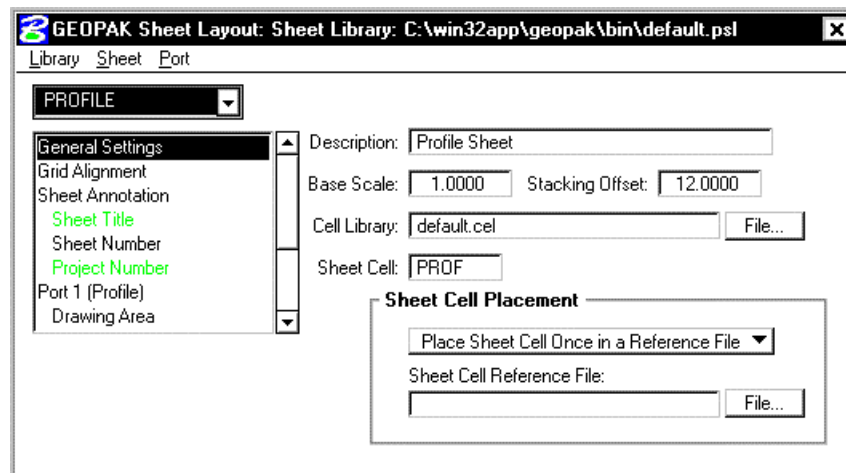 GEOPAK Sheet Layout: Sheet Library: C:\win32app\geopak\bin\default.psl
Library Sheet Port
PROFILE
General Settings
Grid Alignment
Sheet Annotation
Sheet Title
Sheet Number
Project Number
Port 1 (Profile)
Drawing Area
Description: Profile Sheet
Base Scale: 1.0000 Stacking Offset: 12.0000
Cell Library: default.cel File...
Sheet Cell: PROF
Sheet Cell Placement
Place Sheet Cell Once in a Reference File
Sheet Cell Reference File:
File...